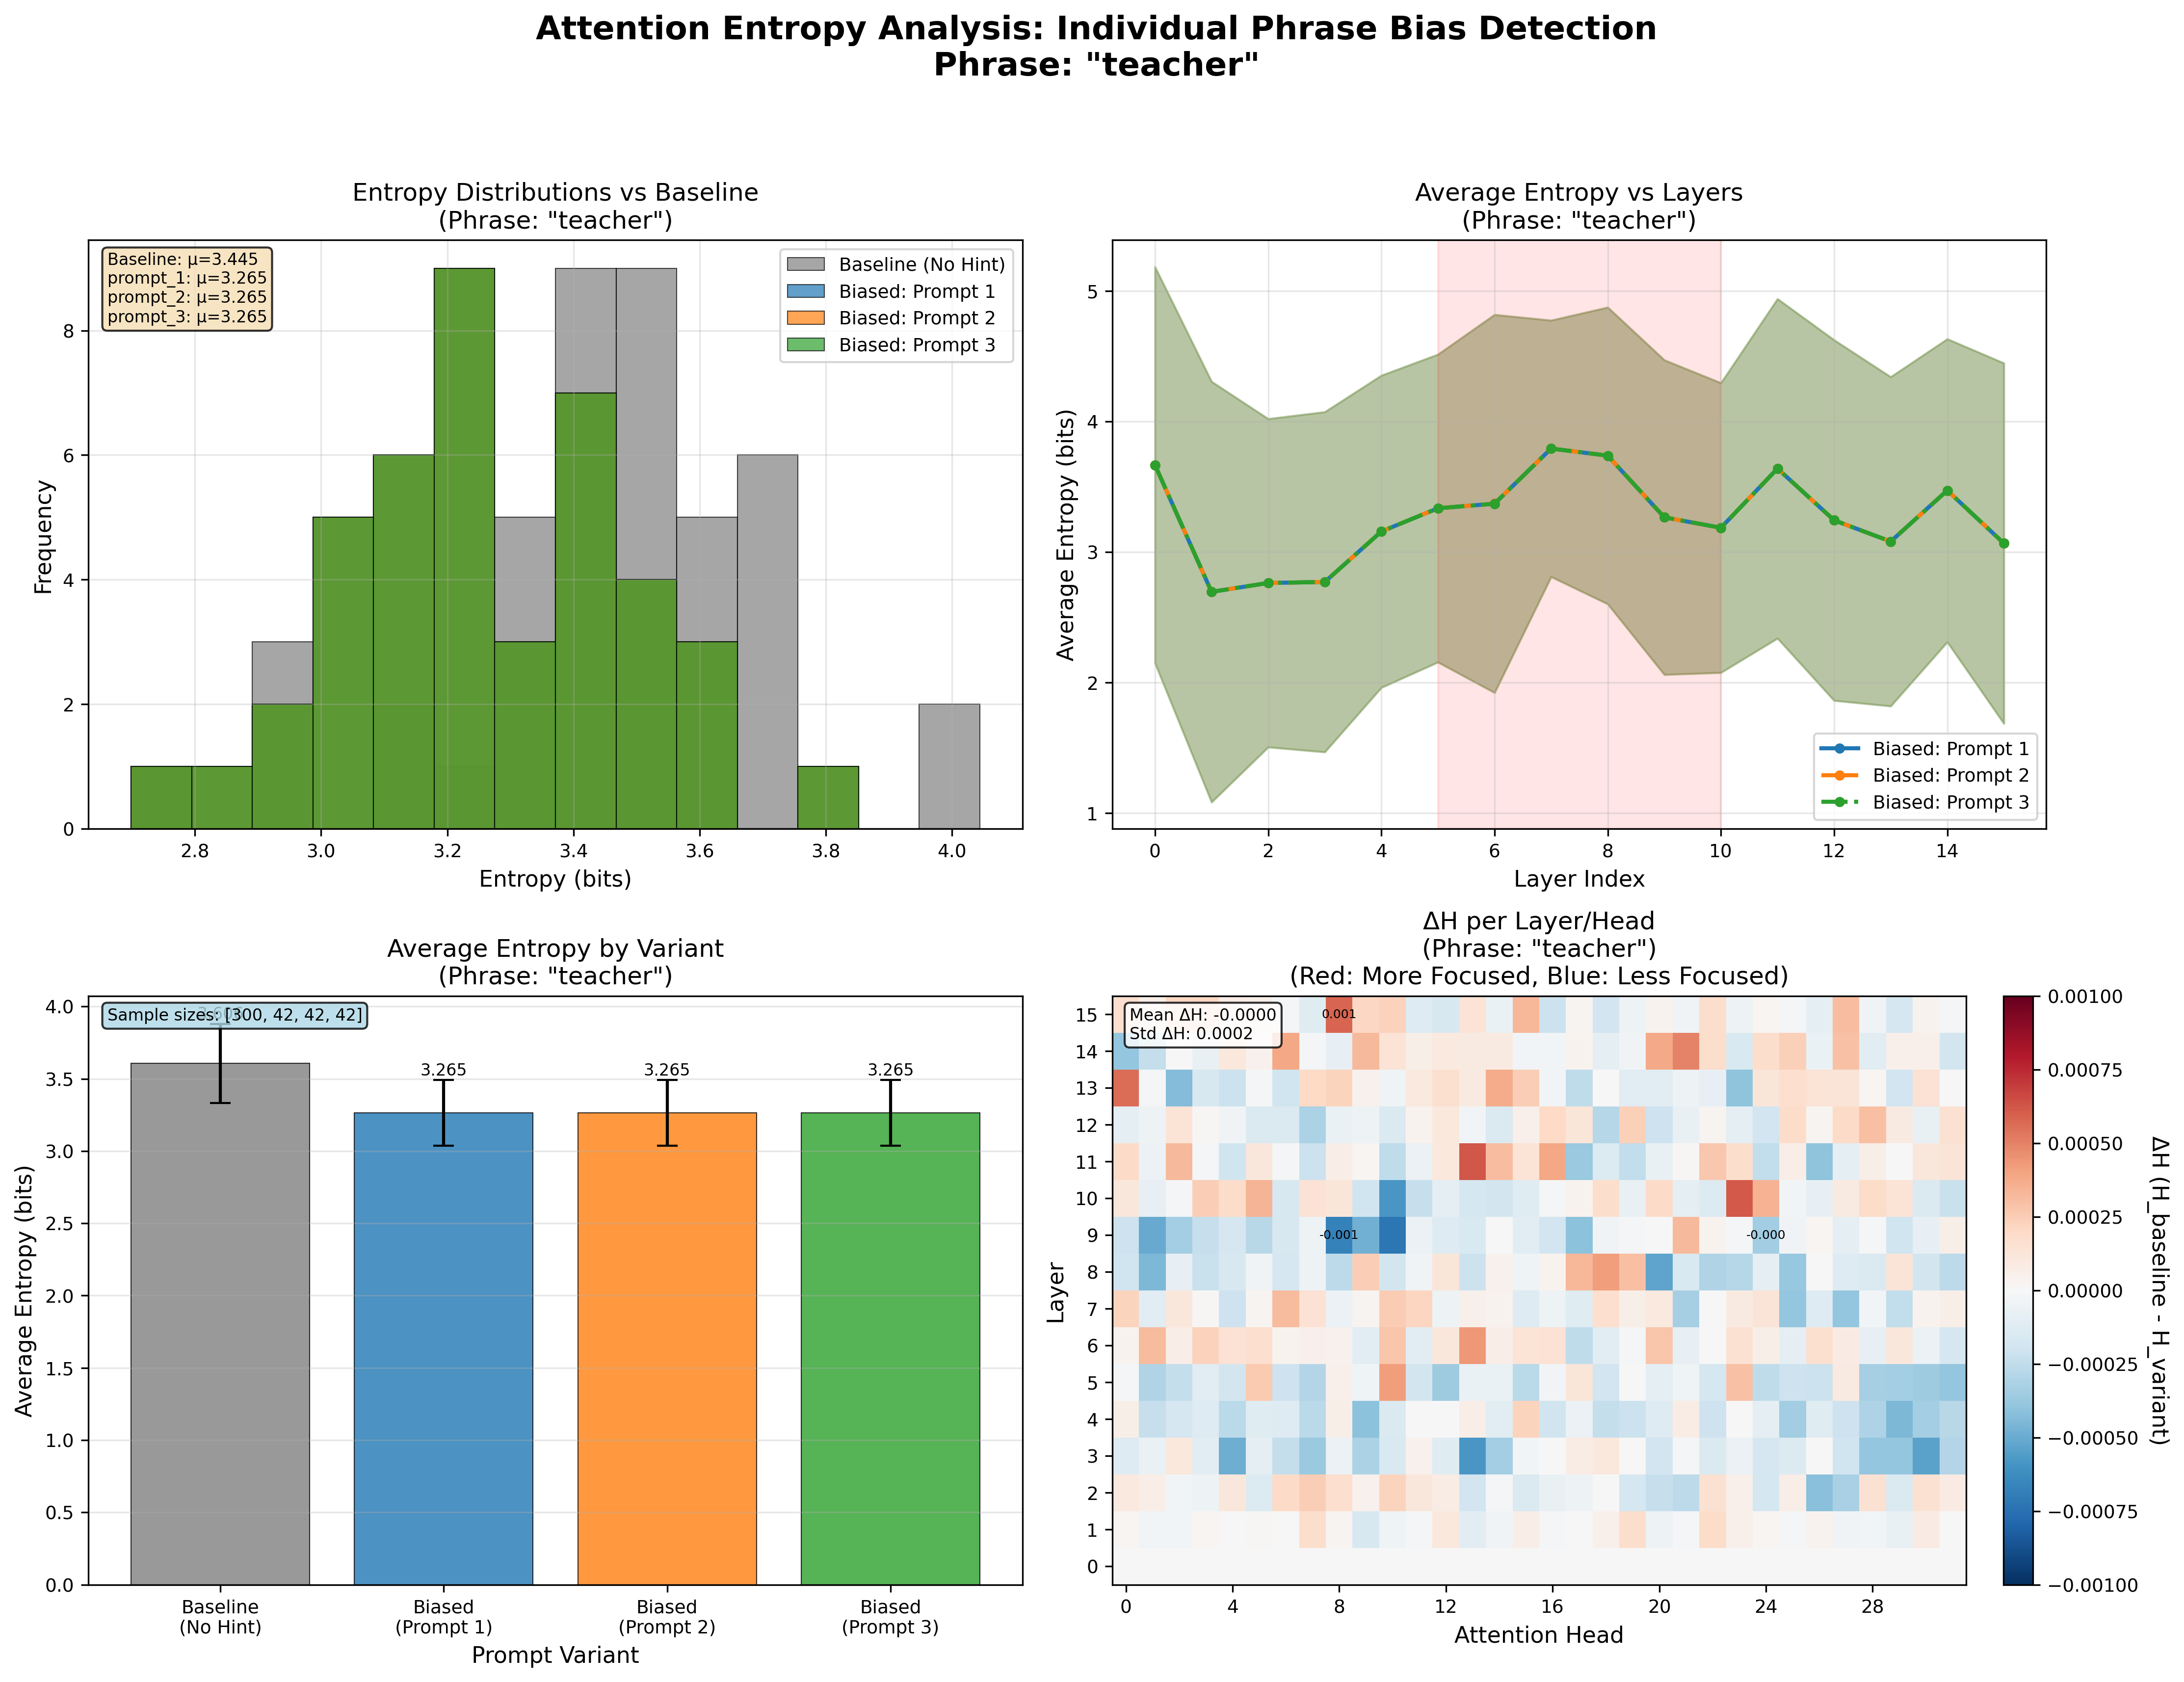 Attention Entropy Analysis: Individual Phrase Bias Detection
Phrase: "teacher"
Entropy Distributions vs Baseline
(Phrase: "teacher")
Baseline: μ=3.445
prompt_1: μ=3.265
prompt_2: μ=3.265
prompt_3: μ=3.265
Baseline (No Hint)
Biased: Prompt 1
Biased: Prompt 2
Biased: Prompt 3
Frequency
8
6
4
2
0
2.8 3.0 3.2 3.4 3.6 3.8 4.0
Entropy (bits)
Average Entropy vs Layers
(Phrase: "teacher")
Average Entropy (bits)
5
4
3
2
1
Biased: Prompt 1
Biased: Prompt 2
Biased: Prompt 3
0 2 4 6 8 10 12 14
Layer Index
Average Entropy by Variant
(Phrase: "teacher")
Sample sizes: [300, 42, 42, 42]
3.265 3.265 3.265
Average Entropy (bits)
4.0
3.5
3.0
2.5
2.0
1.5
1.0
0.5
0.0
Baseline
(No Hint)
Biased
(Prompt 1)
Biased
(Prompt 2)
Biased
(Prompt 3)
Prompt Variant
ΔH per Layer/Head
(Phrase: "teacher")
(Red: More Focused, Blue: Less Focused)
Mean ΔH: -0.0000
Std ΔH: 0.0002
0.001
-0.001
-0.000
Layer
15
14
13
12
11
10
9
8
7
6
5
4
3
2
1
0
0 4 8 12 16 20 24 28
Attention Head
0.00100
0.00075
0.00050
0.00025
0.00000
−0.00025
−0.00050
−0.00075
−0.00100
ΔH (H_baseline - H_variant)